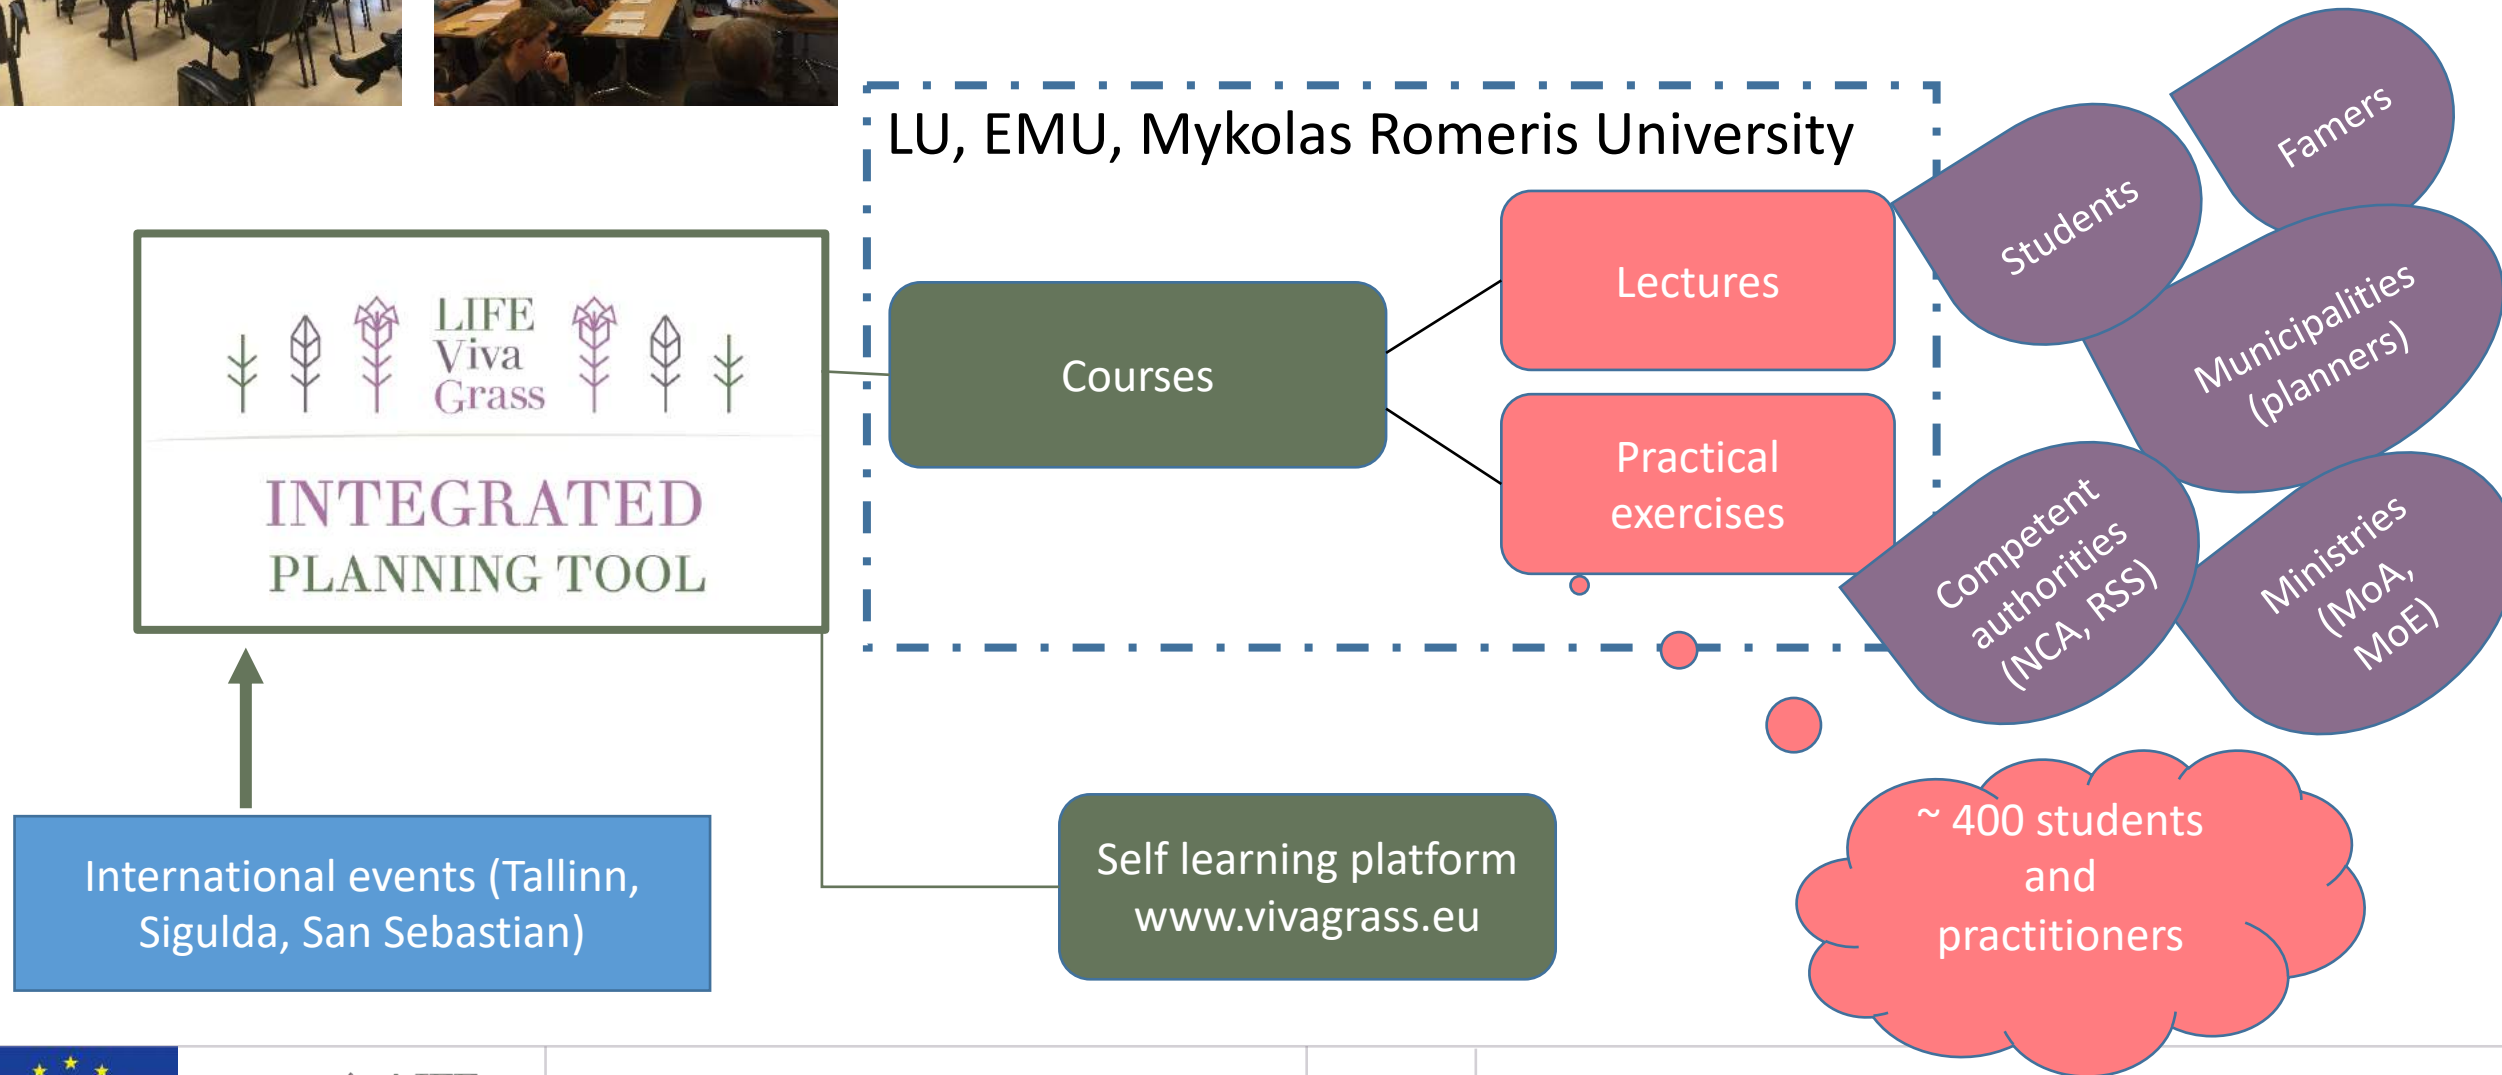 LU, EMU, Mykolas Romeris University
LIFE
Viva
Grass
INTEGRATED
PLANNING TOOL
Courses
Lectures
Practical
exercises
Famers
Students
Municipalities
(planners)
Competent
authorities
(NCA, RSS)
Ministries
(MoA,
MoE)
International events (Tallinn,
Sigulda, San Sebastian)
Self learning platform
www.vivagrass.eu
~ 400 students
and
practitioners